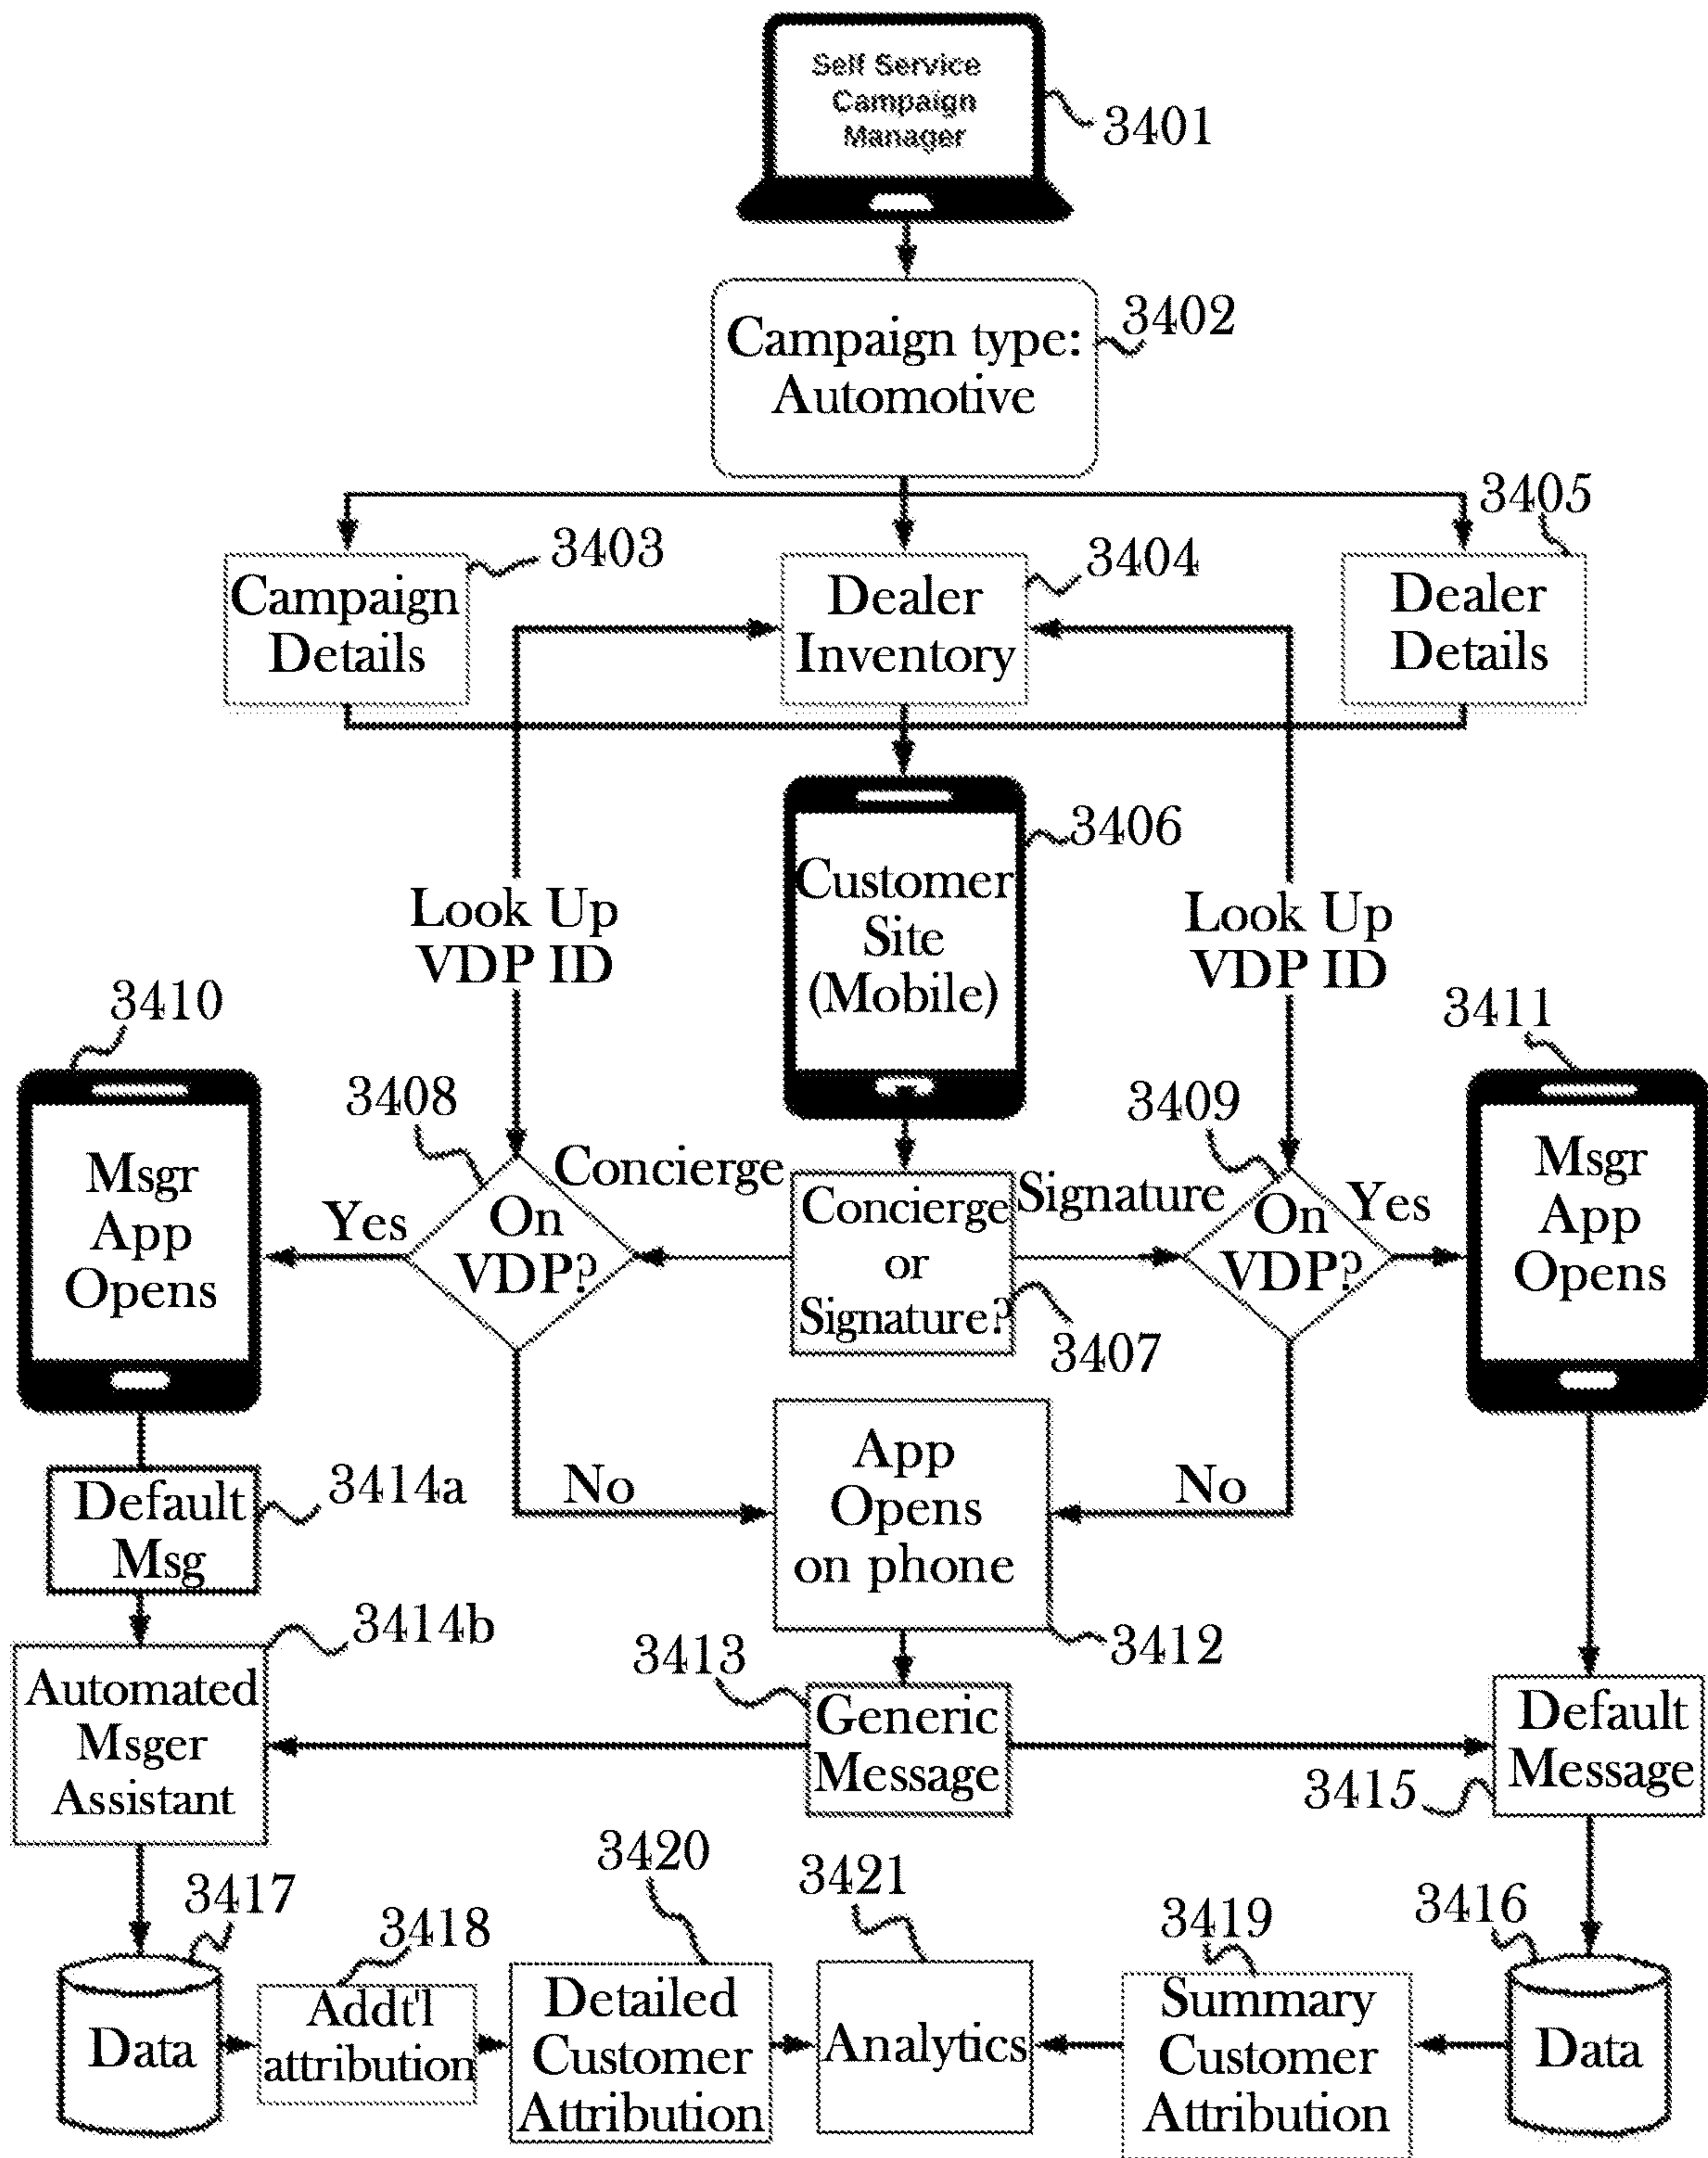 Self Service
Campaign
Manager
3401
Campaign type:
Automotive
3402
3403
Campaign
Details
3404
Dealer
Inventory
3405
Dealer
Details
3406
Customer
Site
(Mobile)
Look Up
VDP ID
Look Up
VDP ID
3410
Msgr
App
Opens
3408
On
VDP?
Yes
Concierge
Concierge
or
Signature?
3407
Signature
3409
On
VDP?
Yes
3411
Msgr
App
Opens
No
App
Opens
on phone
No
3412
Default
Msg
3414a
3414b
Automated
Msger
Assistant
3413
Generic
Message
Default
Message
3415
3417
Data
3418
Addt'l
attribution
3420
Detailed
Customer
Attribution
3421
Analytics
3419
Summary
Customer
Attribution
3416
Data